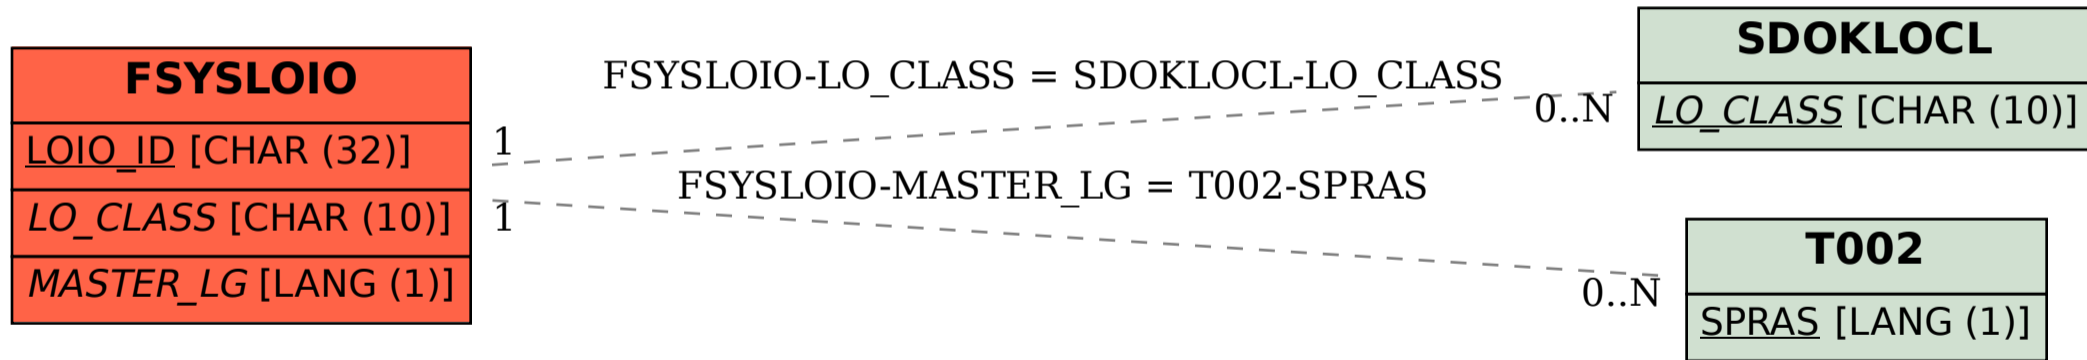 FSYSLOIO
LOIO_ID [CHAR (32)]
LO_CLASS [CHAR (10)]
MASTER_LG [LANG (1)]
FSYSLOIO-LO_CLASS = SDOKLOCL-LO_CLASS
1
0..N
FSYSLOIO-MASTER_LG = T002-SPRAS
1
0..N
SDOKLOCL
LO_CLASS [CHAR (10)]
T002
SPRAS [LANG (1)]